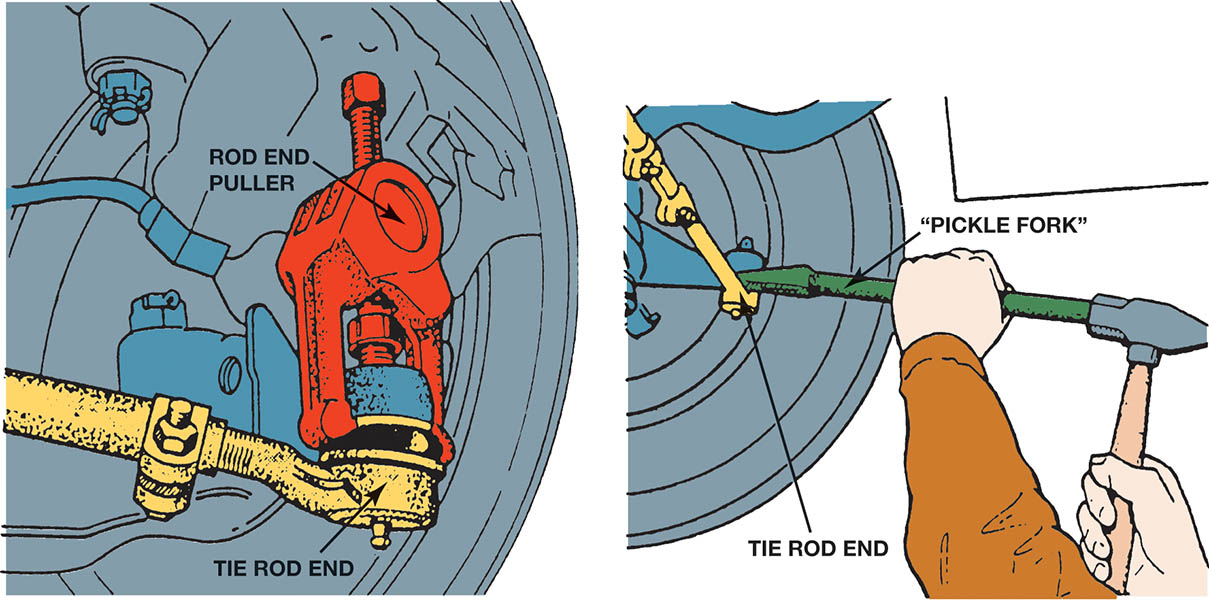 ROD END
PULLER
TIE ROD END
“PICKLE FORK”
TIE ROD END